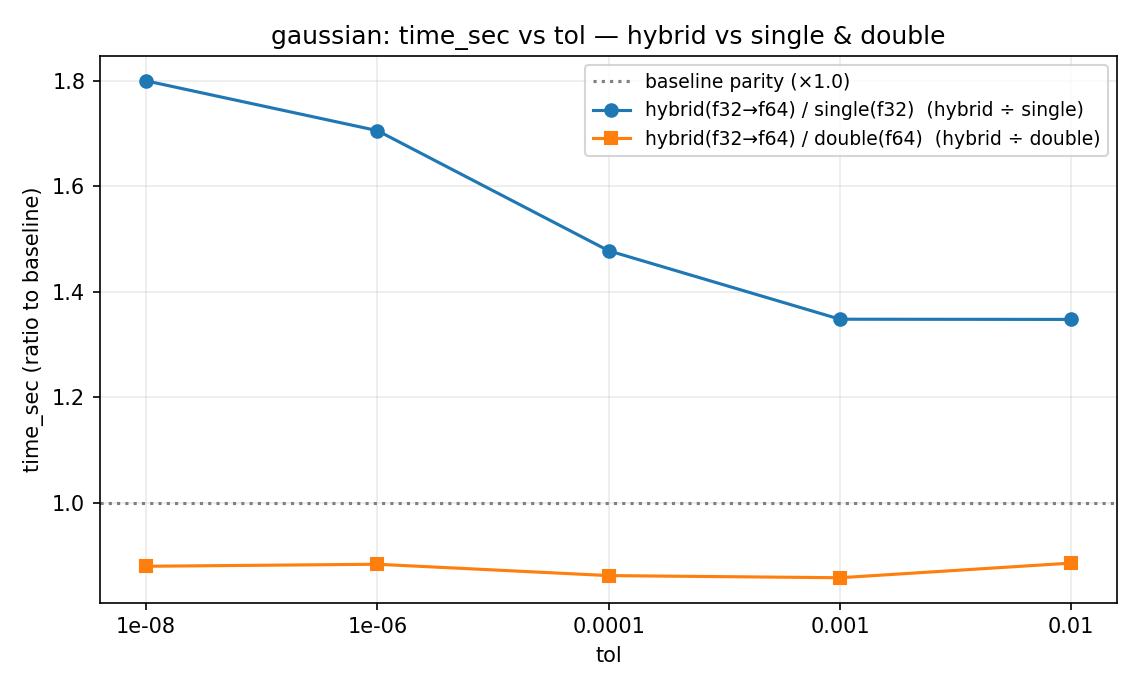 gaussian: time_sec vs tol — hybrid vs single & double
baseline parity (×1.0)
hybrid(f32→f64) / single(f32)  (hybrid ÷ single)
hybrid(f32→f64) / double(f64)  (hybrid ÷ double)
time_sec (ratio to baseline)
1.8
1.6
1.4
1.2
1.0
1e-08
1e-06
0.0001
0.001
0.01
tol